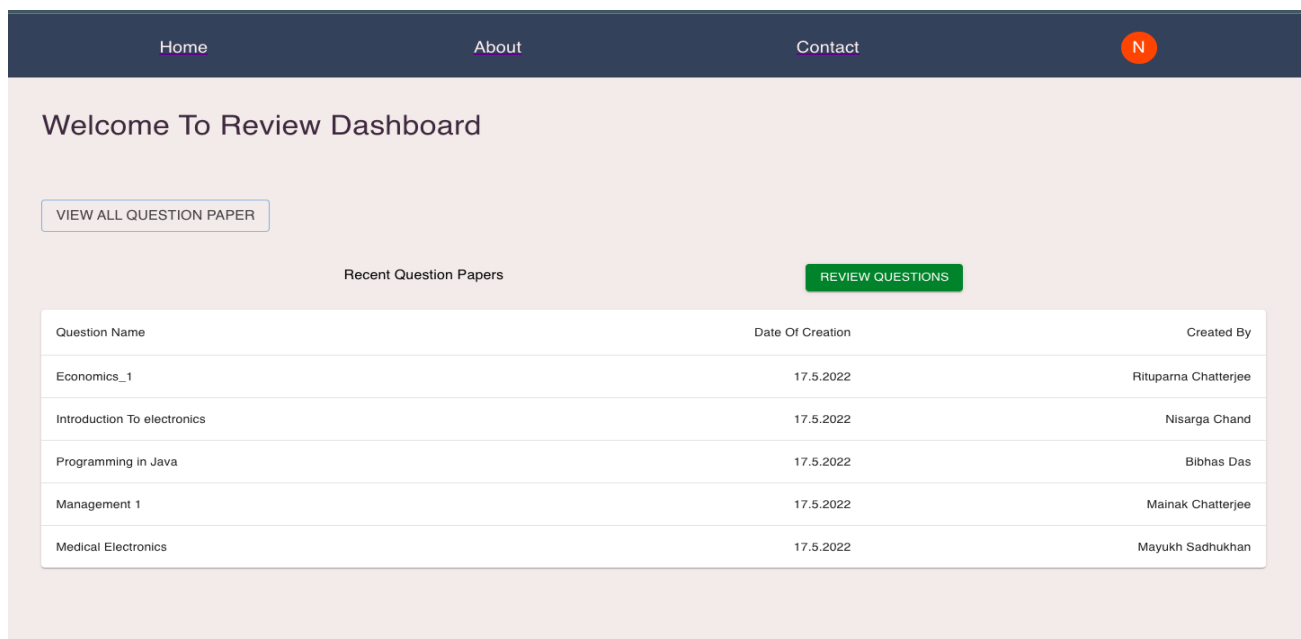 Home About Contact N
Welcome To Review Dashboard
VIEW ALL QUESTION PAPER
Recent Question Papers REVIEW QUESTIONS
Question Name Date Of Creation Created By
Economics_1 17.5.2022 Rituparna Chatterjee
Introduction To electronics 17.5.2022 Nisarga Chand
Programming in Java 17.5.2022 Bibhas Das
Management 1 17.5.2022 Mainak Chatterjee
Medical Electronics 17.5.2022 Mayukh Sadhukhan